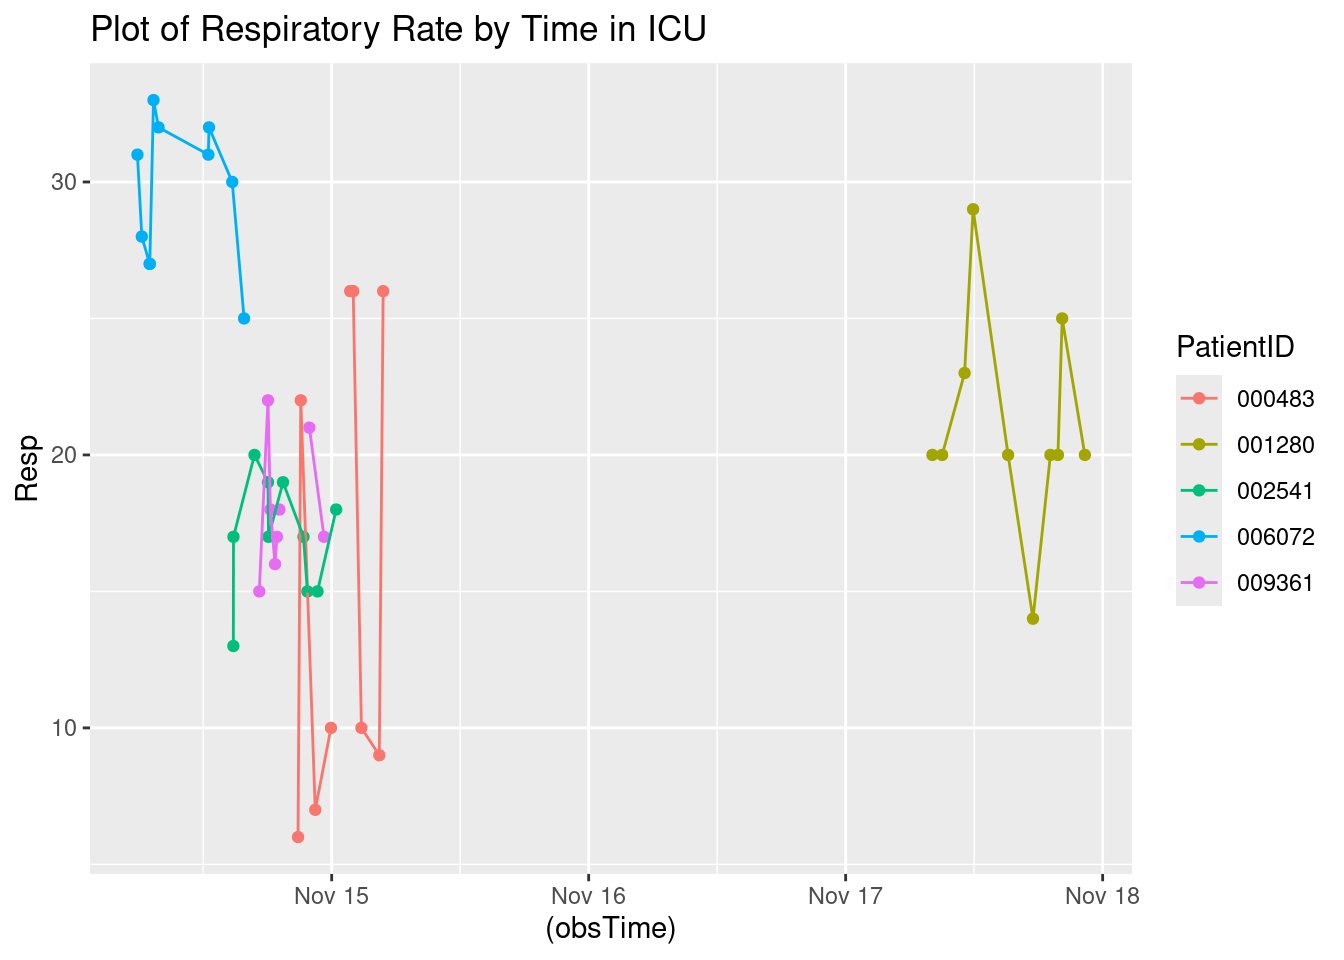 Plot of Respiratory Rate by Time in ICU
Resp
30
20
10
Nov 15
Nov 16
Nov 17
Nov 18
(obsTime)
PatientID
000483
001280
002541
006072
009361